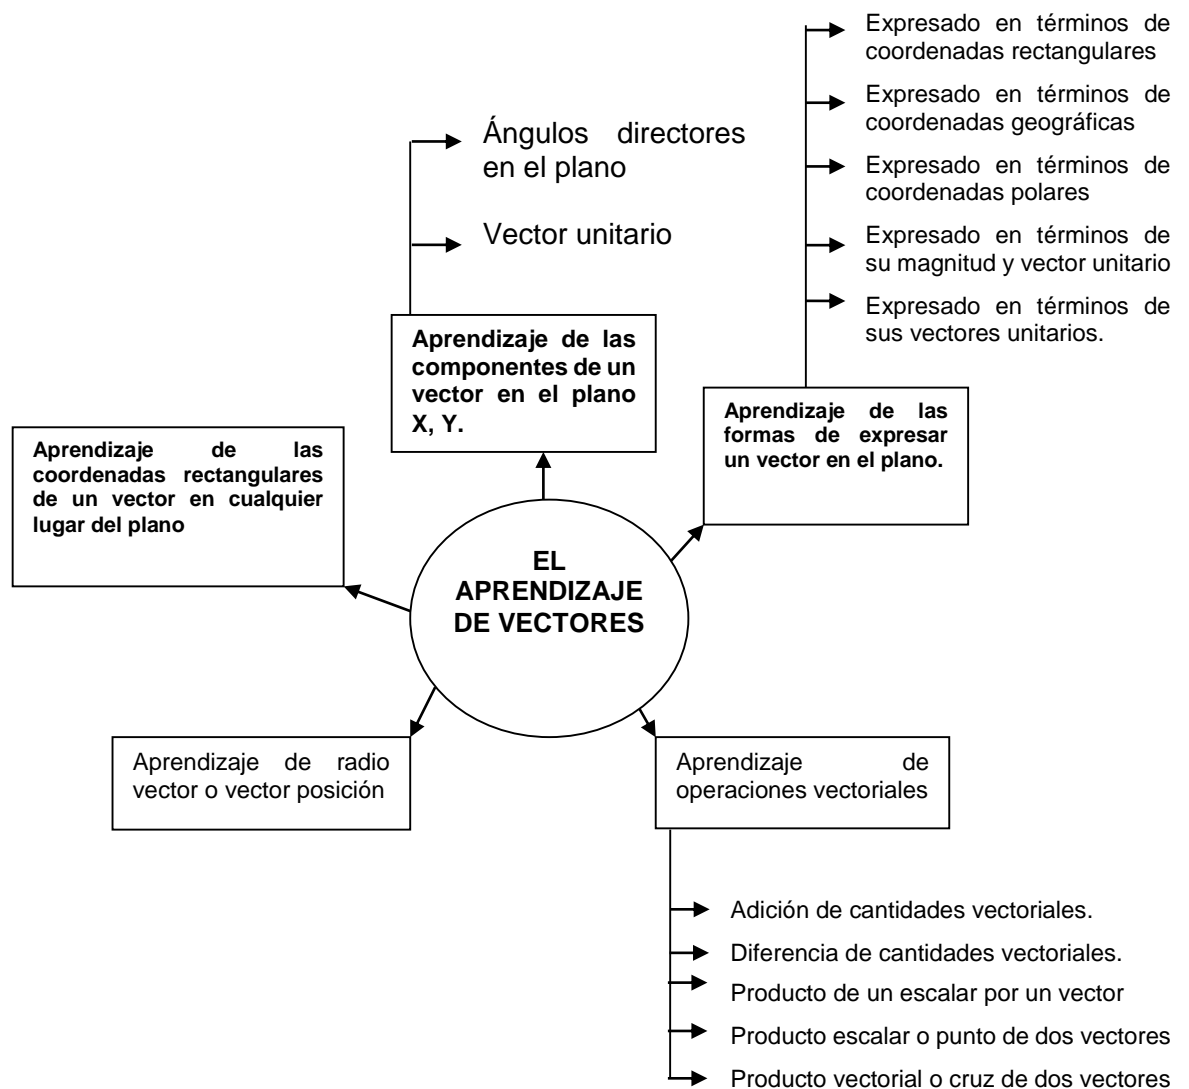 Expresado en términos de
coordenadas rectangulares
Expresado en términos de
coordenadas geográficas
Expresado en términos de
coordenadas polares
Expresado en términos de
su magnitud y vector unitario
Expresado en términos de
sus vectores unitarios.
Ángulos directores
en el plano
Vector unitario
Aprendizaje de las
componentes de un
vector en el plano
X, Y.
Aprendizaje de las
formas de expresar
un vector en el plano.
Aprendizaje de las
coordenadas rectangulares
de un vector en cualquier
lugar del plano
EL
APRENDIZAJE
DE VECTORES
Aprendizaje de radio
vector o vector posición
Aprendizaje de
operaciones vectoriales
Adición de cantidades vectoriales.
Diferencia de cantidades vectoriales.
Producto de un escalar por un vector
Producto escalar o punto de dos vectores
Producto vectorial o cruz de dos vectores